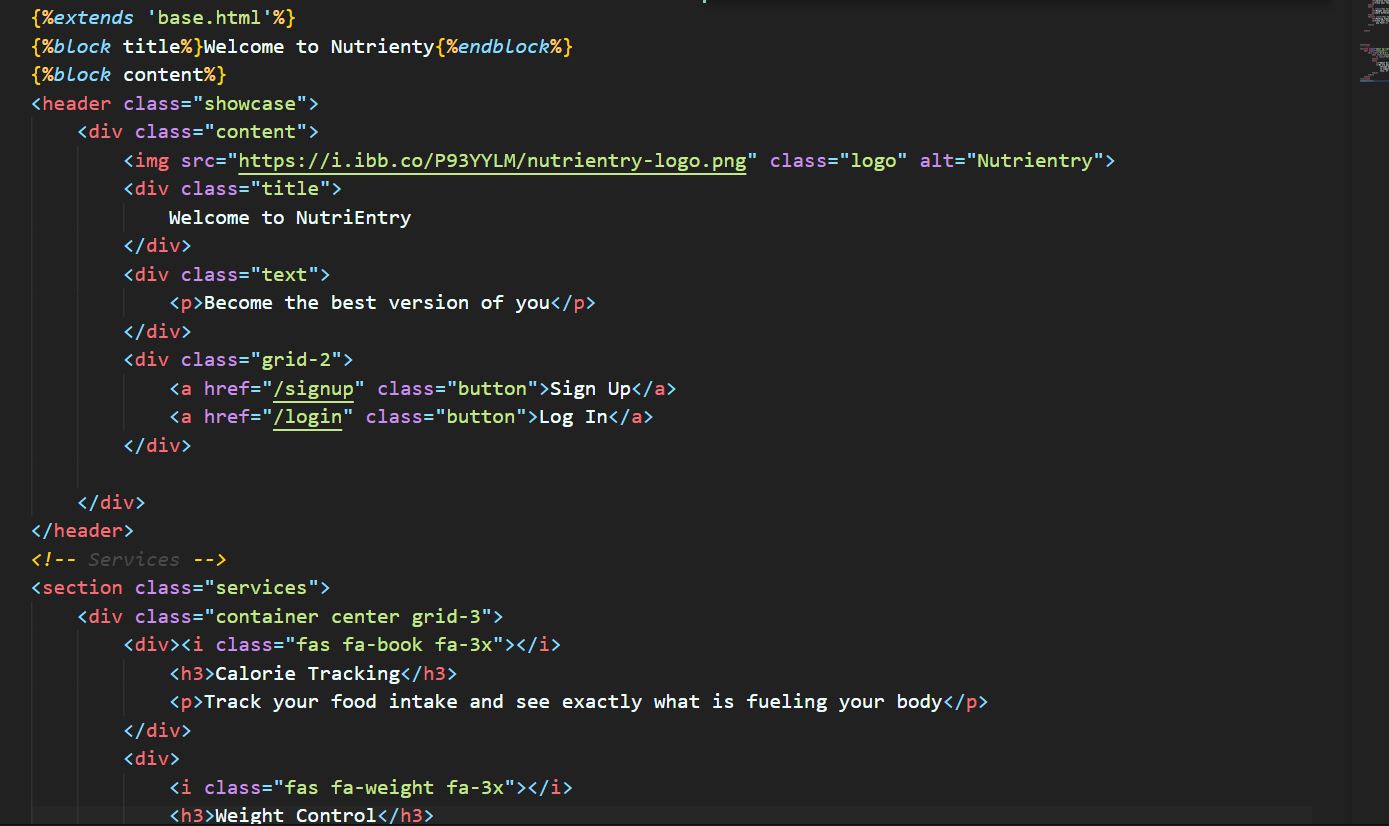 {%extends 'base.html'%}
{%block title%}Welcome to Nutrienty{%endblock%}
{%block content%}
<header class="showcase">
    <div class="content">
        <img src="https://i.ibb.co/P93YYLM/nutrientry-logo.png" class="logo" alt="Nutrientry">
        <div class="title">
            Welcome to NutriEntry
        </div>
        <div class="text">
            <p>Become the best version of you</p>
        </div>
        <div class="grid-2">
            <a href="/signup" class="button">Sign Up</a>
            <a href="/login" class="button">Log In</a>
        </div>

    </div>
</header>
<!-- Services -->
<section class="services">
    <div class="container center grid-3">
        <div><i class="fas fa-book fa-3x"></i>
            <h3>Calorie Tracking</h3>
            <p>Track your food intake and see exactly what is fueling your body</p>
        </div>
        <div>
            <i class="fas fa-weight fa-3x"></i>
            <h3>Weight Control</h3>